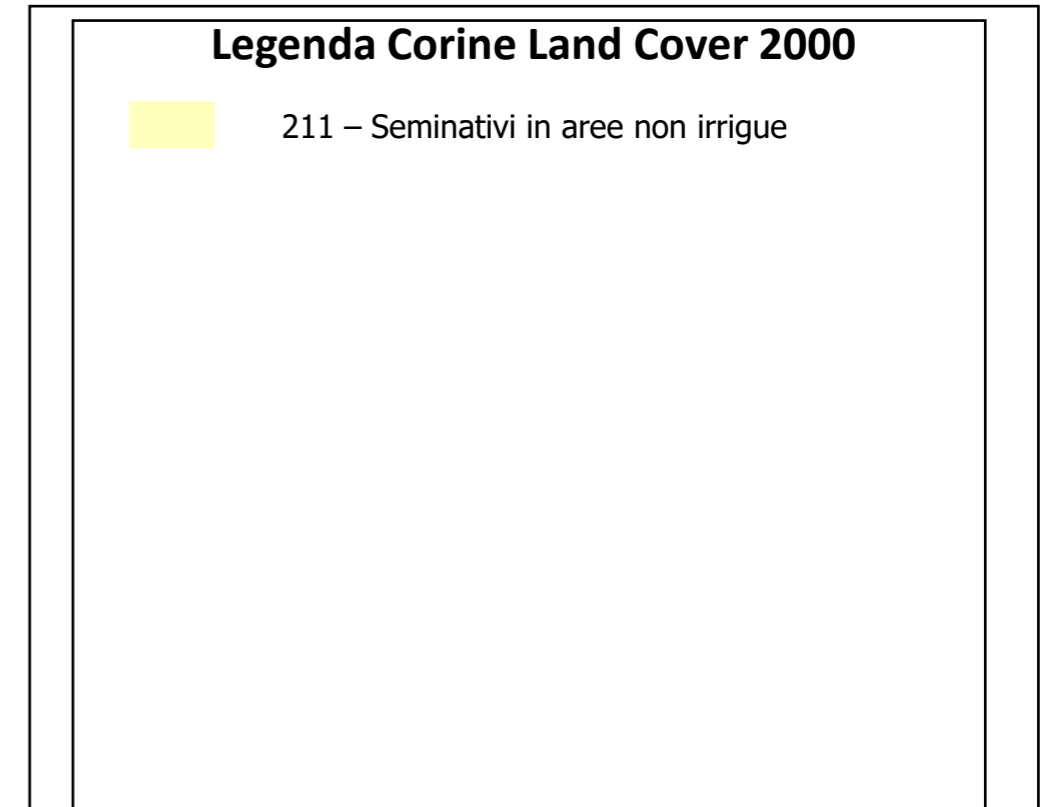 Legenda Corine Land Cover 2000
211 – Seminativi in aree non irrigue